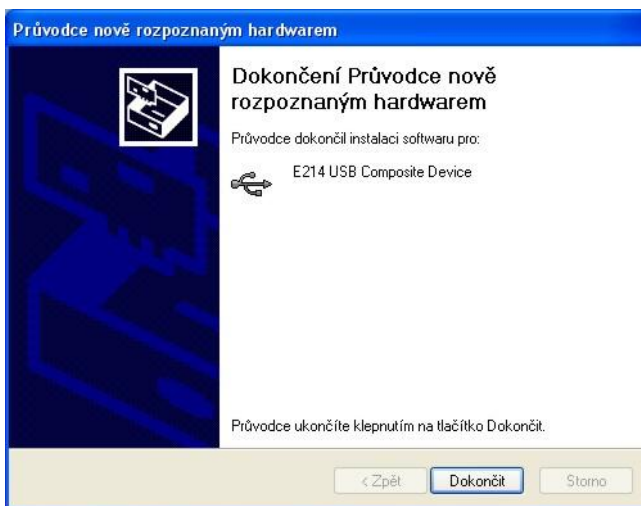 Průvodce nově rozpoznaným hardwarem
Dokončení Průvodce nově
rozpoznaným hardwarem
Průvodce dokončil instalaci softwaru pro:
E214 USB Composite Device
Průvodce ukončíte klepnutím na tlačítko Dokončit.
< Zpět Dokončit Storno